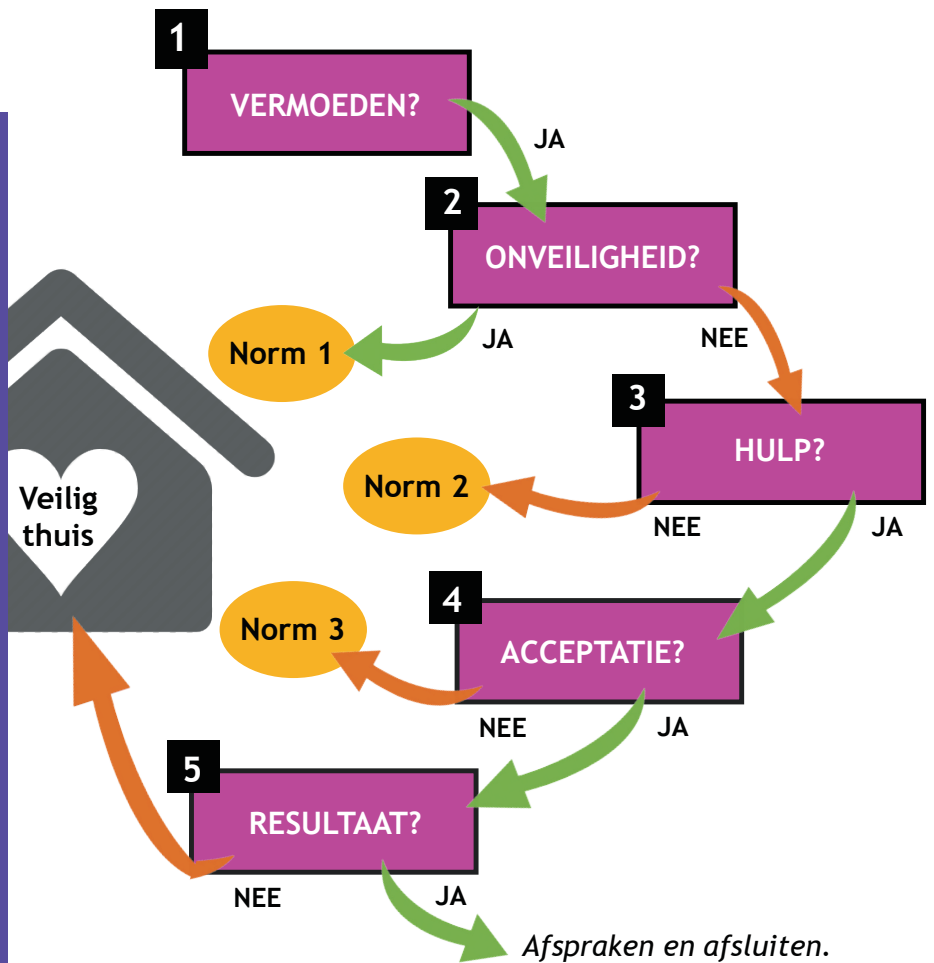 1
VERMOEDEN?
JA
2
ONVEILIGHEID?
JA
NEE
Norm 1
3
HULP?
NEE
JA
Norm 2
Veilig
thuis
4
ACCEPTATIE?
NEE
JA
Norm 3
5
RESULTAAT?
NEE
JA
Afspraken en afsluiten.